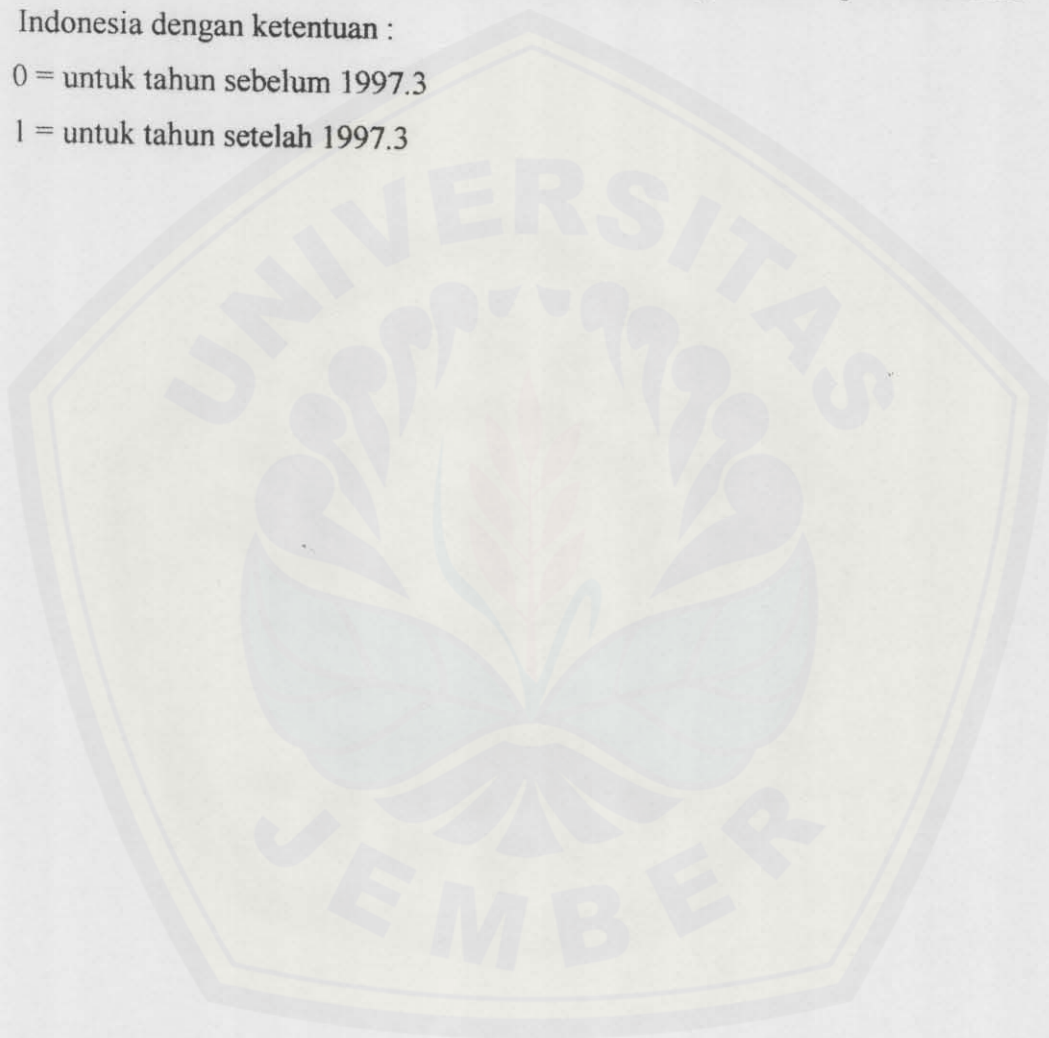 Indonesia dengan ketentuan :
0 = untuk tahun sebelum 1997.3
1 = untuk tahun setelah 1997.3
UNIVERSITAS
JEMBER